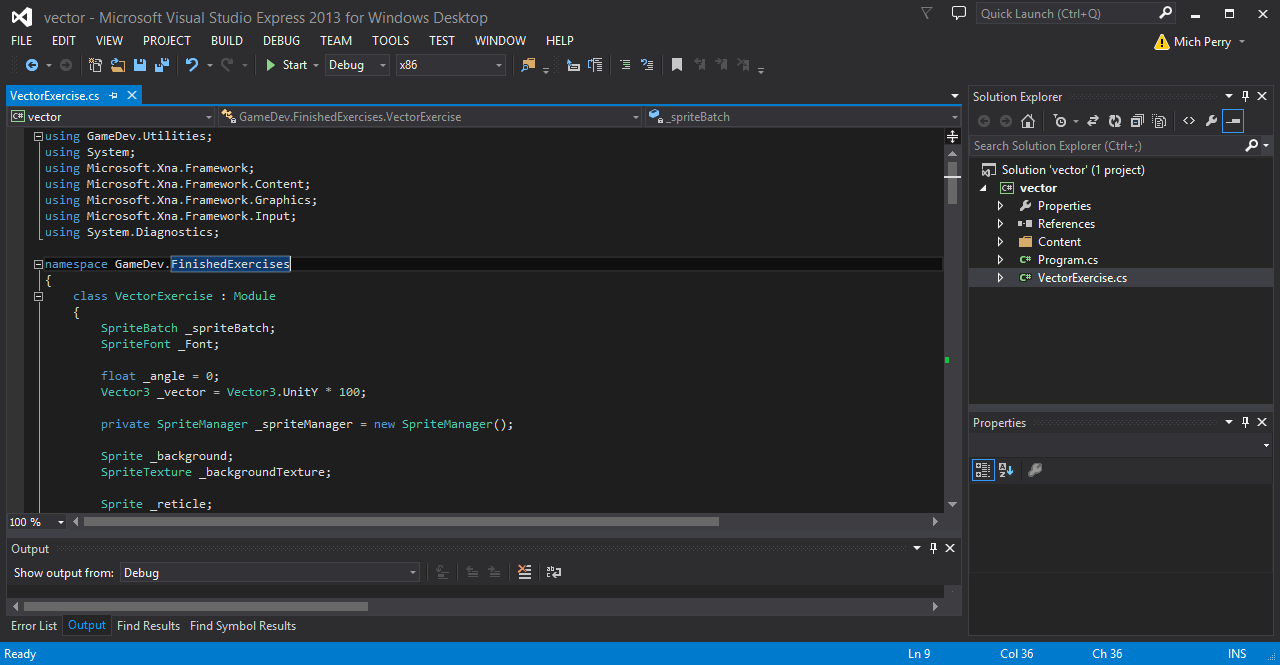 vector - Microsoft Visual Studio Express 2013 for Windows Desktop
Quick Launch (Ctrl+Q)
FILE EDIT VIEW PROJECT BUILD DEBUG TEAM TOOLS TEST WINDOW HELP
Mich Perry
Start Debug x86
VectorExercise.cs
vector GameDev.FinishedExercises.VectorExercise _spriteBatch
using GameDev.Utilities;
using System;
using Microsoft.Xna.Framework;
using Microsoft.Xna.Framework.Content;
using Microsoft.Xna.Framework.Graphics;
using Microsoft.Xna.Framework.Input;
using System.Diagnostics;
namespace GameDev.FinishedExercises
{
class VectorExercise : Module
{
SpriteBatch _spriteBatch;
SpriteFont _Font;
float _angle = 0;
Vector3 _vector = Vector3.UnitY * 100;
private SpriteManager _spriteManager = new SpriteManager();
Sprite _background;
SpriteTexture _backgroundTexture;
Sprite _reticle;
100 %
Output
Show output from: Debug
Error List Output Find Results Find Symbol Results
Solution Explorer
Search Solution Explorer (Ctrl+;)
Solution 'vector' (1 project)
C# vector
Properties
References
Content
C# Program.cs
C# VectorExercise.cs
Properties
Ready Ln 9 Col 36 Ch 36 INS